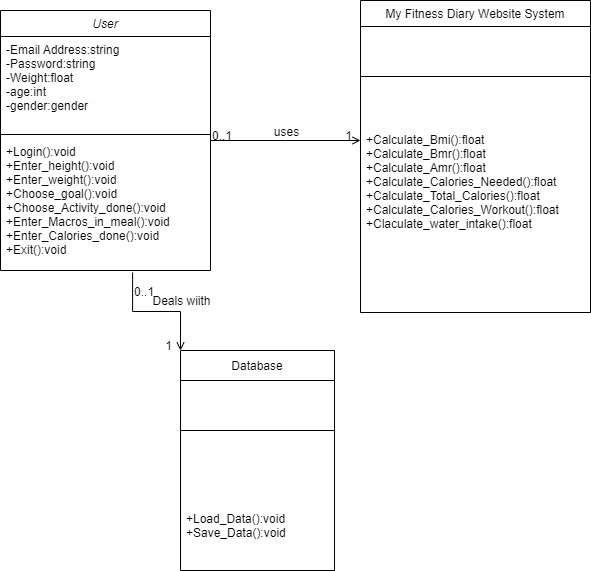 User
-Email Address:string
-Password:string
-Weight:float
-age:int
-gender:gender
+Login():void
+Enter_height():void
+Enter_weight():void
+Choose_goal():void
+Choose_Activity_done():void
+Enter_Macros_in_meal():void
+Enter_Calories_done():void
+Exit():void
0..1
uses
1
My Fitness Diary Website System
+Calculate_Bmi():float
+Calculate_Bmr():float
+Calculate_Amr():float
+Calculate_Calories_Needed():float
+Calculate_Total_Calories():float
+Calculate_Calories_Workout():float
+Claculate_water_intake():float
0..1
Deals wiith
1
Database
+Load_Data():void
+Save_Data():void